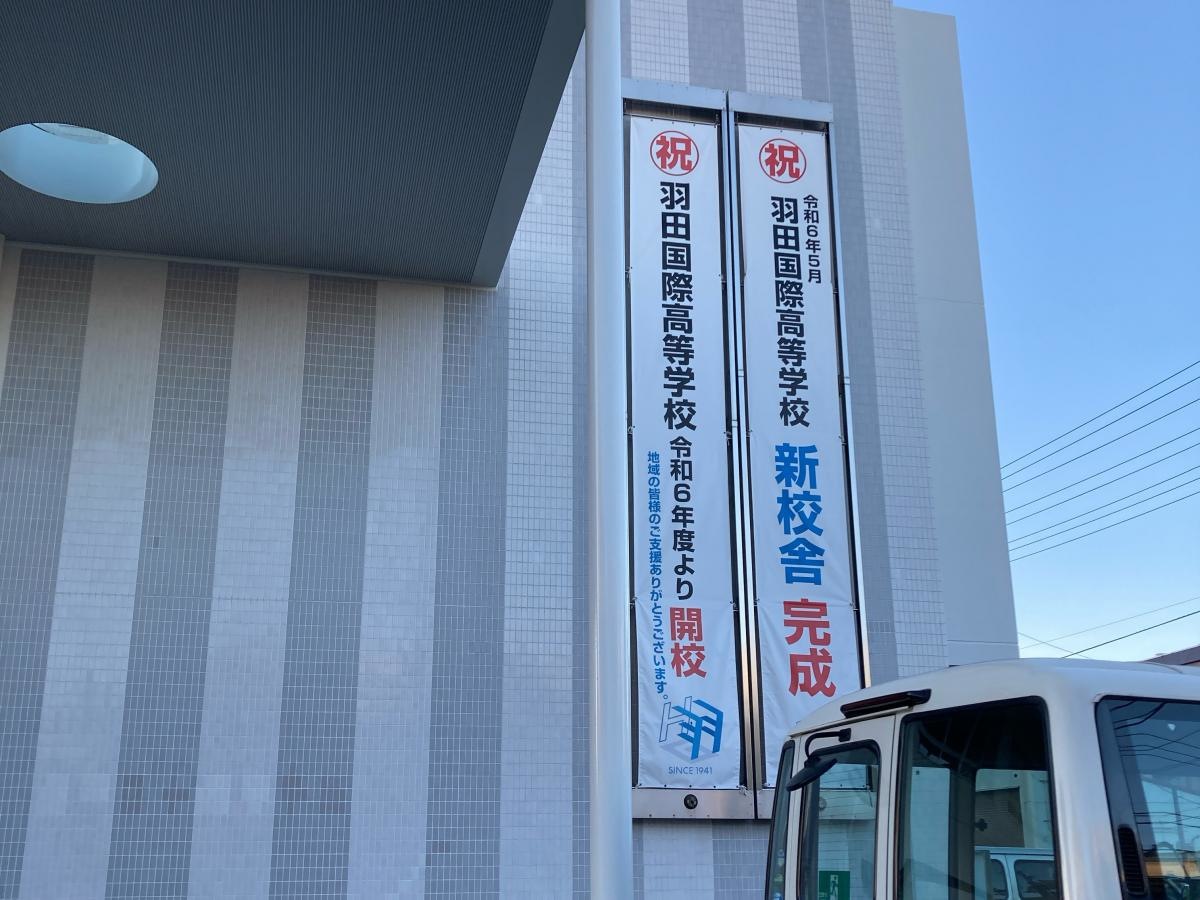 祝
令和6年5月
羽田国際高等学校
新校舎
完成
祝
羽田国際高等学校
令和6年度より
開校
地域の皆様のご支援ありがとうございます。
SINCE 1941